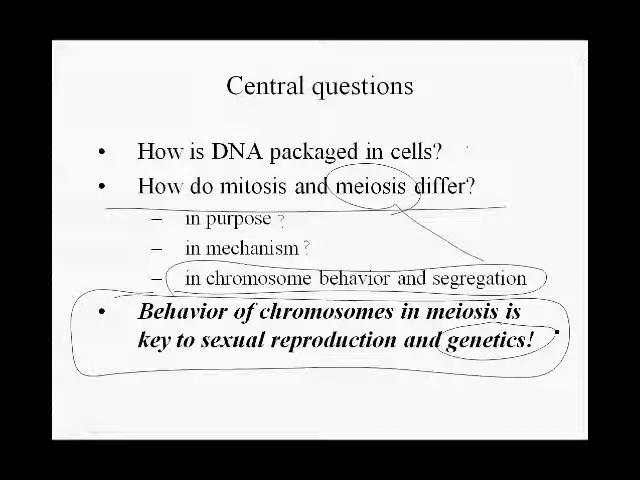 Central questions
• How is DNA packaged in cells?
• How do mitosis and meiosis differ?
– in purpose ?
– in mechanism ?
– in chromosome behavior and segregation
• Behavior of chromosomes in meiosis is
key to sexual reproduction and genetics!